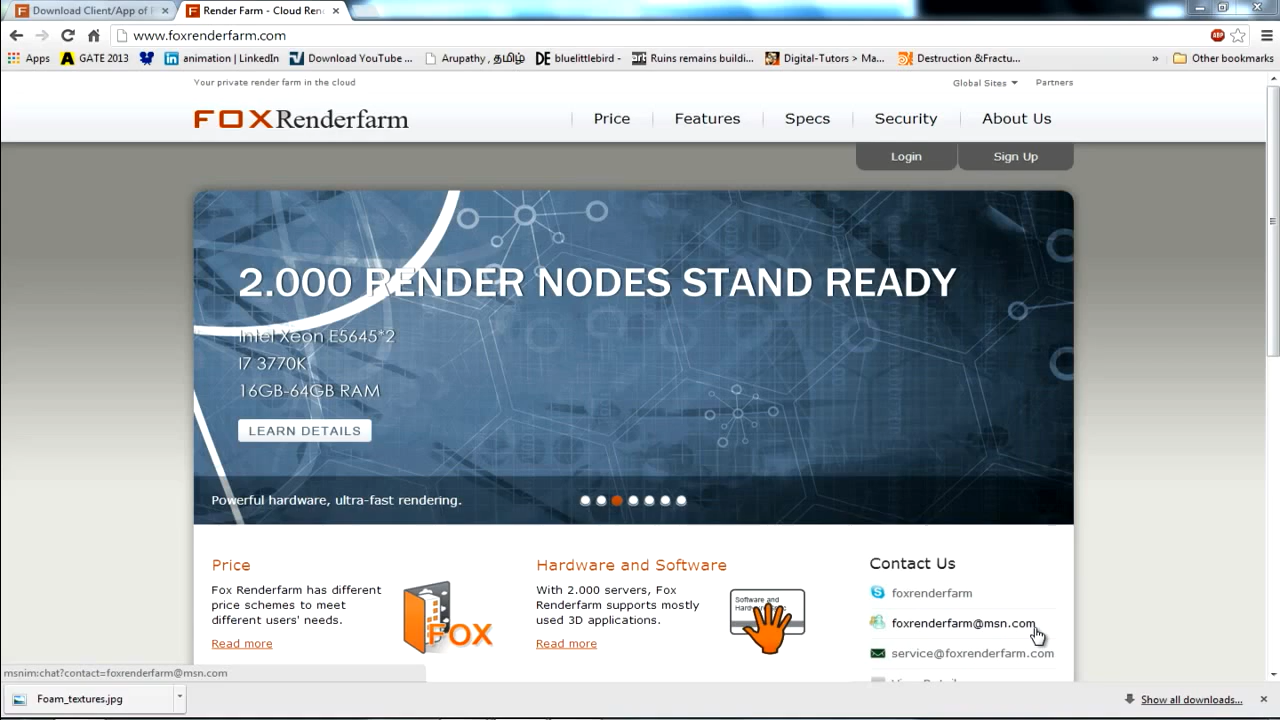 Download Client/App of
Render Farm - Cloud Ren
www.foxrenderfarm.com
ABP
Apps GATE 2013 animation | LinkedIn Download YouTube ... Arupathy , தமிழ் bluelittlebird - Ruins remains buildi... Digital-Tutors > Ma... Destruction &Fractu... » Other bookmarks
Your private render farm in the cloud
Global Sites Partners
FOXRenderfarm
Price Features Specs Security About Us
Login Sign Up
2.000 RENDER NODES STAND READY
Intel Xeon E5645*2
I7 3770K
16GB-64GB RAM
LEARN DETAILS
Powerful hardware, ultra-fast rendering.
Price
Fox Renderfarm has different
price schemes to meet
different users' needs.
Read more
FOX
Hardware and Software
With 2.000 servers, Fox
Renderfarm supports mostly
used 3D applications.
Read more
Software and
Contact Us
foxrenderfarm
foxrenderfarm@msn.com
service@foxrenderfarm.com
msnim:chat?contact=foxrenderfarm@msn.com
Foam_textures.jpg
Show all downloads...